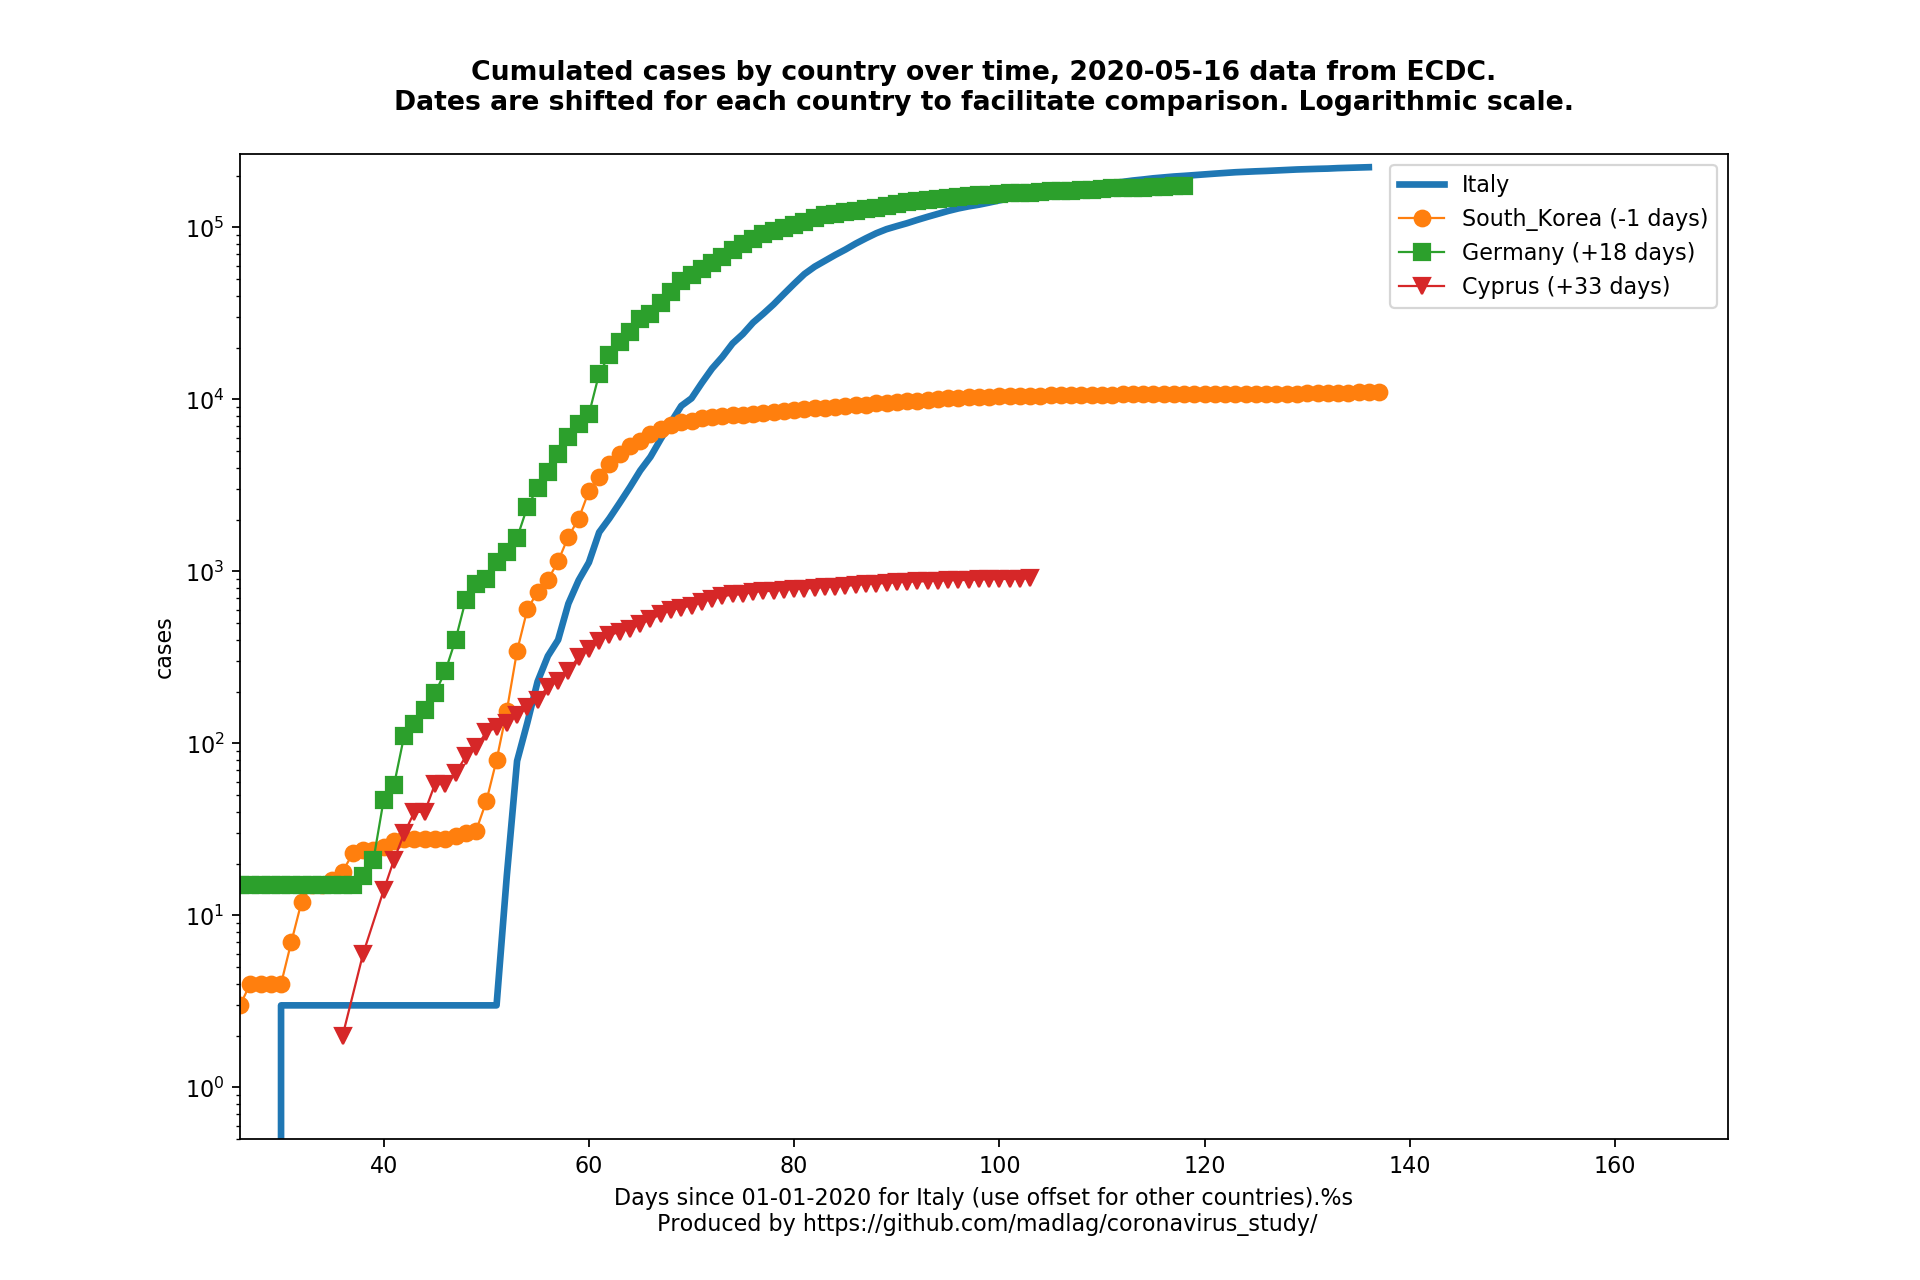 Cumulated cases by country over time, 2020-05-16 data from ECDC.
Dates are shifted for each country to facilitate comparison. Logarithmic scale.
Italy
South_Korea (-1 days)
Germany (+18 days)
Cyprus (+33 days)
cases
10⁵
10⁴
10³
10²
10¹
10⁰
40 60 80 100 120 140 160
Days since 01-01-2020 for Italy (use offset for other countries).%s
Produced by https://github.com/madlag/coronavirus_study/